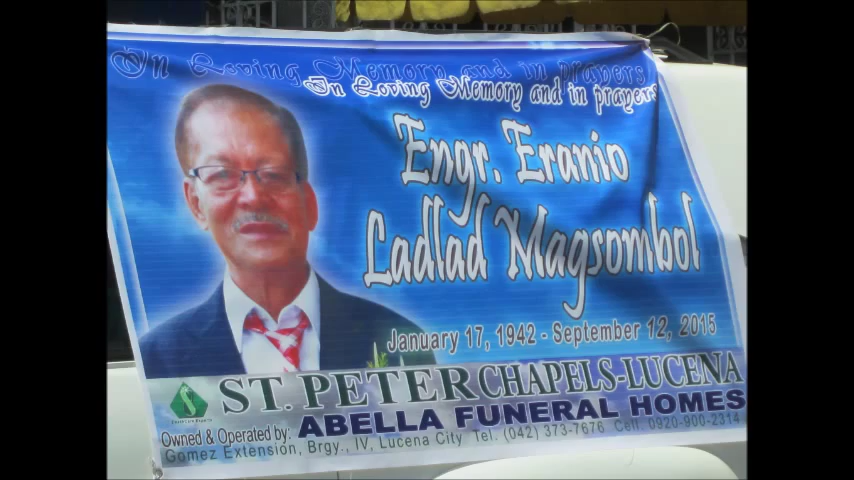 In Loving Memory and in prayers
In Loving Memory and in prayers
Engr. Eranio
Ladlad Magsombol
January 17, 1942 - September 12, 2015
ST. PETER CHAPELS-LUCENA
Owned & Operated by: ABELLA FUNERAL HOMES
Gomez Extension, Brgy., IV, Lucena City Tel. (042) 373-7676 Cell. 0920-900-2314